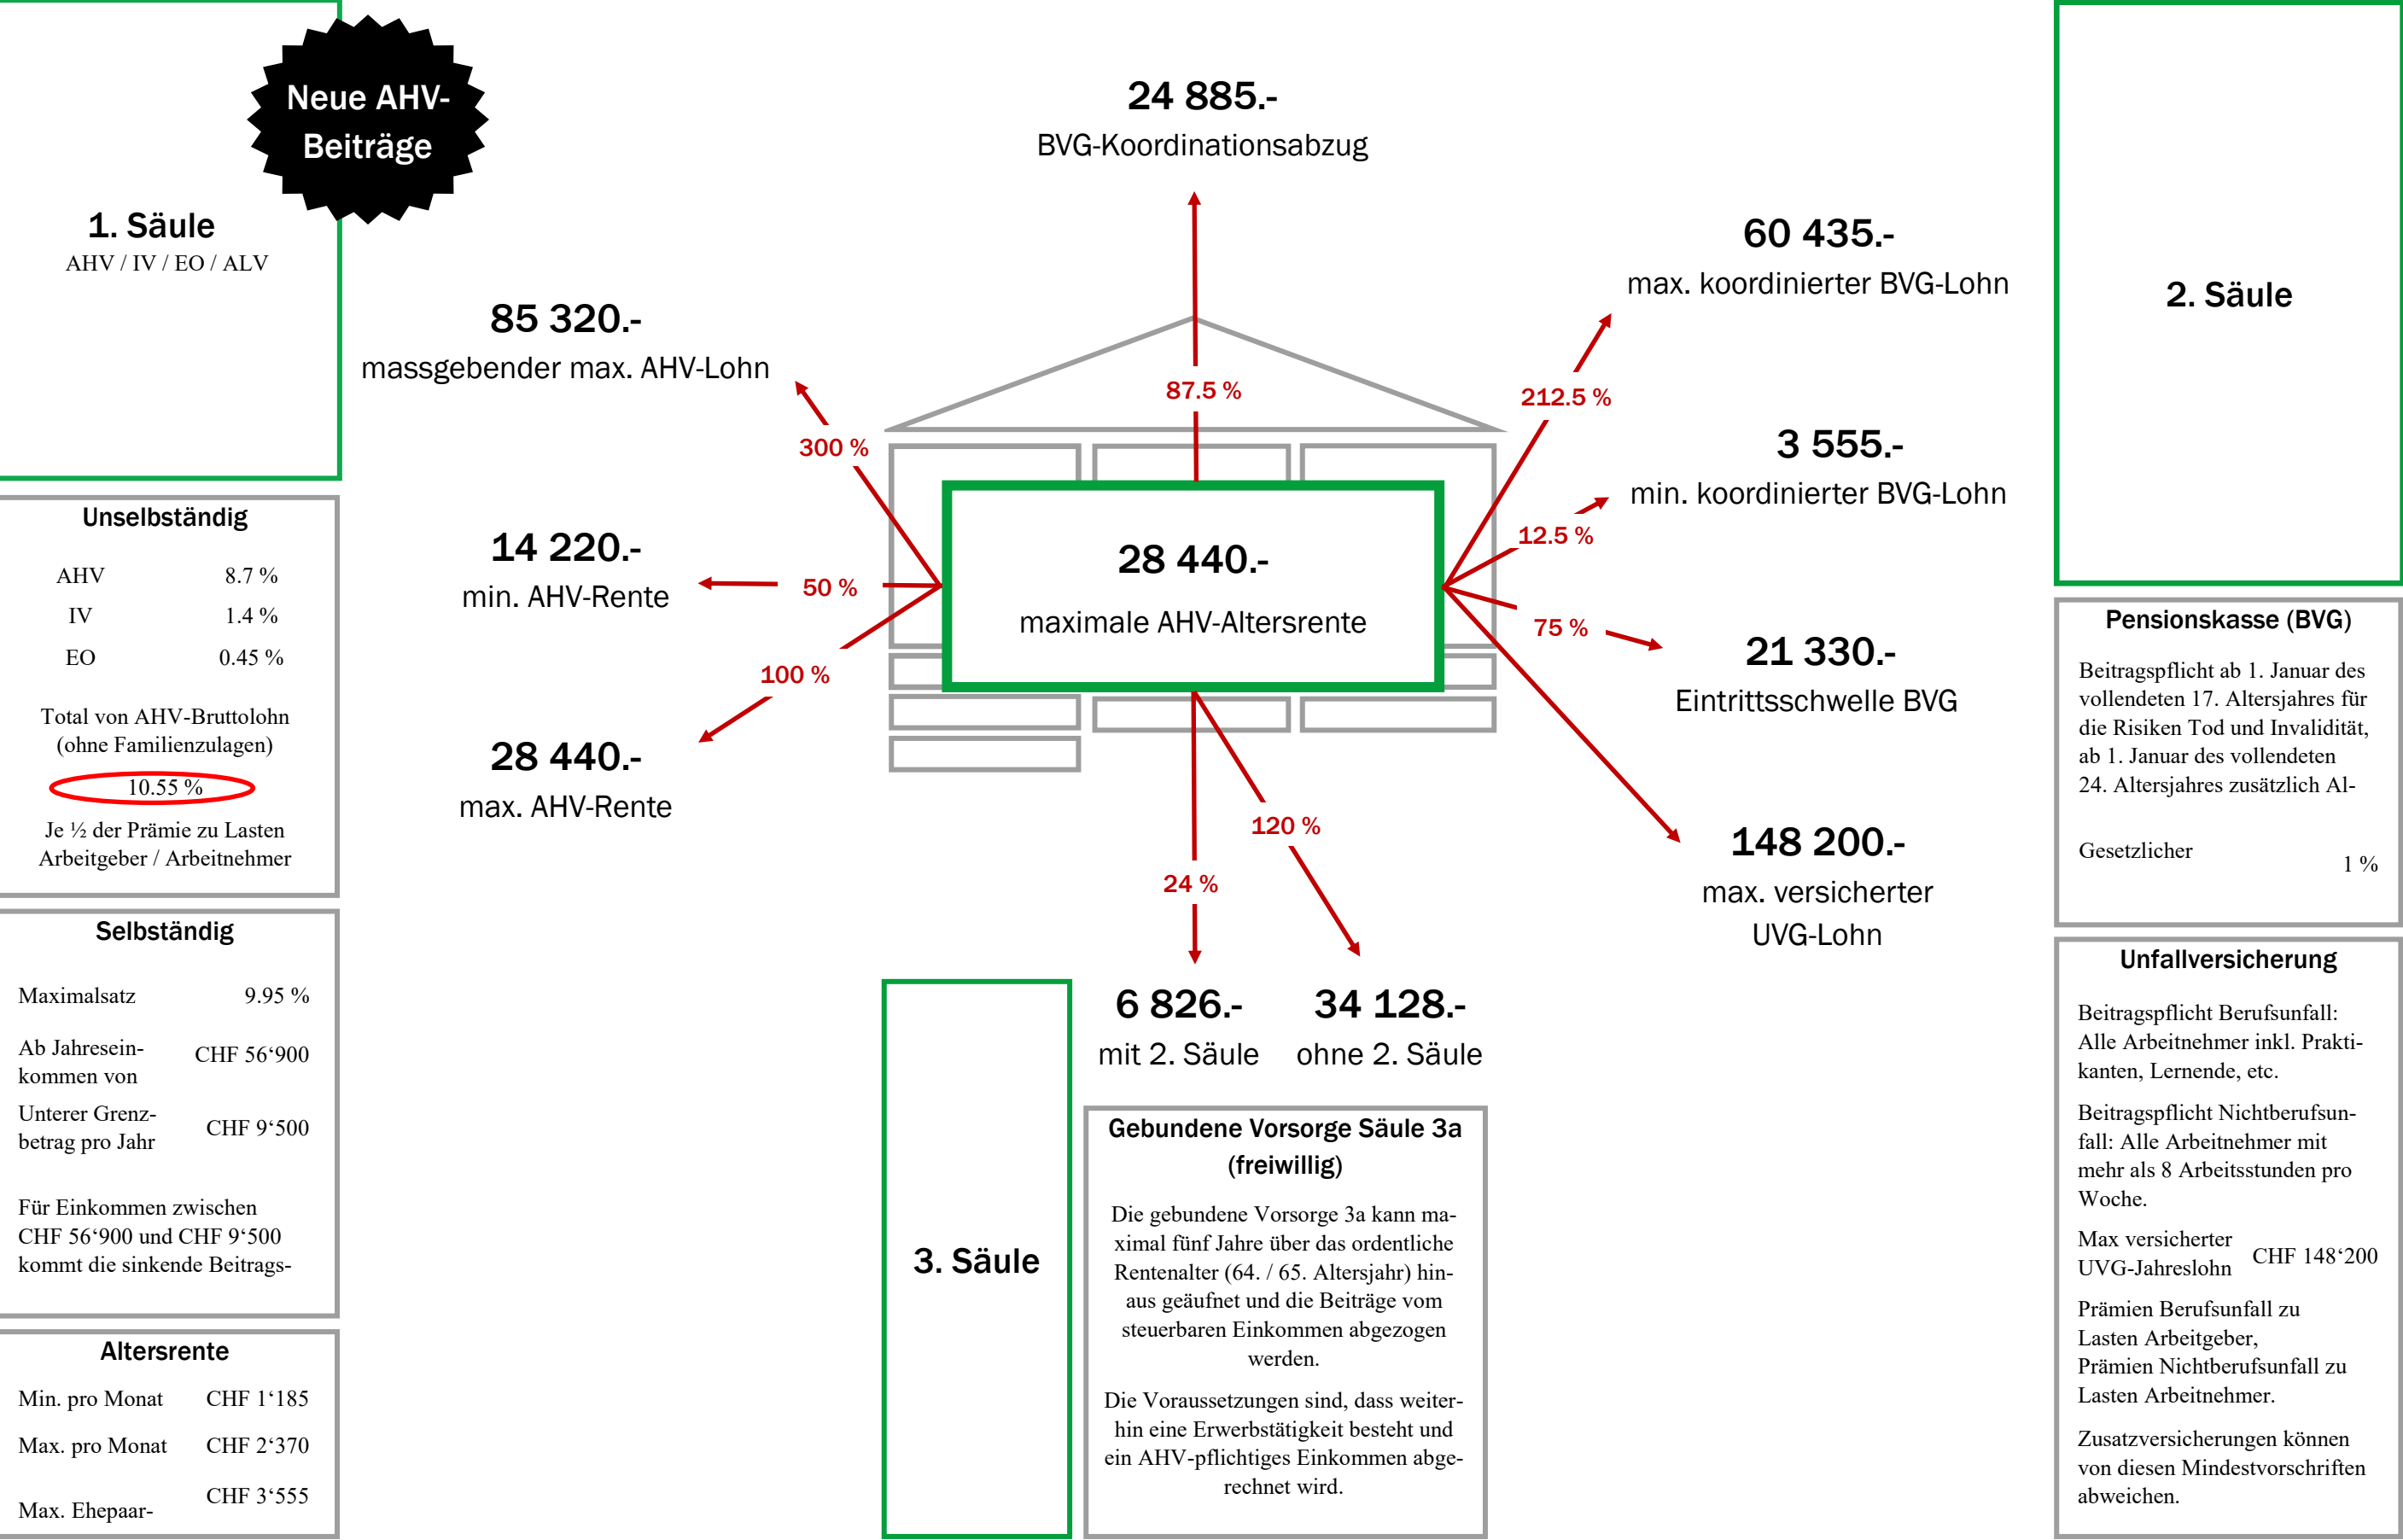 Neue AHV-
Beiträge
1. Säule
AHV / IV / EO / ALV
Unselbständig
AHV 8.7 %
IV 1.4 %
EO 0.45 %
Total von AHV-Bruttolohn
(ohne Familienzulagen)
10.55 %
Je ½ der Prämie zu Lasten
Arbeitgeber / Arbeitnehmer
Selbständig
Maximalsatz 9.95 %
Ab Jahresein-
kommen von CHF 56‘900
Unterer Grenz-
betrag pro Jahr CHF 9‘500
Für Einkommen zwischen
CHF 56‘900 und CHF 9‘500
kommt die sinkende Beitrags-
Altersrente
Min. pro Monat CHF 1‘185
Max. pro Monat CHF 2‘370
Max. Ehepaar- CHF 3‘555
24 885.-
BVG-Koordinationsabzug
87.5 %
85 320.-
massgebender max. AHV-Lohn
300 %
14 220.-
min. AHV-Rente
50 %
28 440.-
max. AHV-Rente
100 %
28 440.-
maximale AHV-Altersrente
60 435.-
max. koordinierter BVG-Lohn
212.5 %
3 555.-
min. koordinierter BVG-Lohn
12.5 %
21 330.-
Eintrittsschwelle BVG
75 %
148 200.-
max. versicherter
UVG-Lohn
24 %
120 %
6 826.-
mit 2. Säule
34 128.-
ohne 2. Säule
3. Säule
Gebundene Vorsorge Säule 3a
(freiwillig)
Die gebundene Vorsorge 3a kann ma-
ximal fünf Jahre über das ordentliche
Rentenalter (64. / 65. Altersjahr) hin-
aus geäufnet und die Beiträge vom
steuerbaren Einkommen abgezogen
werden.
Die Voraussetzungen sind, dass weiter-
hin eine Erwerbstätigkeit besteht und
ein AHV-pflichtiges Einkommen abge-
rechnet wird.
2. Säule
Pensionskasse (BVG)
Beitragspflicht ab 1. Januar des
vollendeten 17. Altersjahres für
die Risiken Tod und Invalidität,
ab 1. Januar des vollendeten
24. Altersjahres zusätzlich Al-
Gesetzlicher 1 %
Unfallversicherung
Beitragspflicht Berufsunfall:
Alle Arbeitnehmer inkl. Prakti-
kanten, Lernende, etc.
Beitragspflicht Nichtberufsun-
fall: Alle Arbeitnehmer mit
mehr als 8 Arbeitsstunden pro
Woche.
Max versicherter
UVG-Jahreslohn CHF 148‘200
Prämien Berufsunfall zu
Lasten Arbeitgeber,
Prämien Nichtberufsunfall zu
Lasten Arbeitnehmer.
Zusatzversicherungen können
von diesen Mindestvorschriften
abweichen.